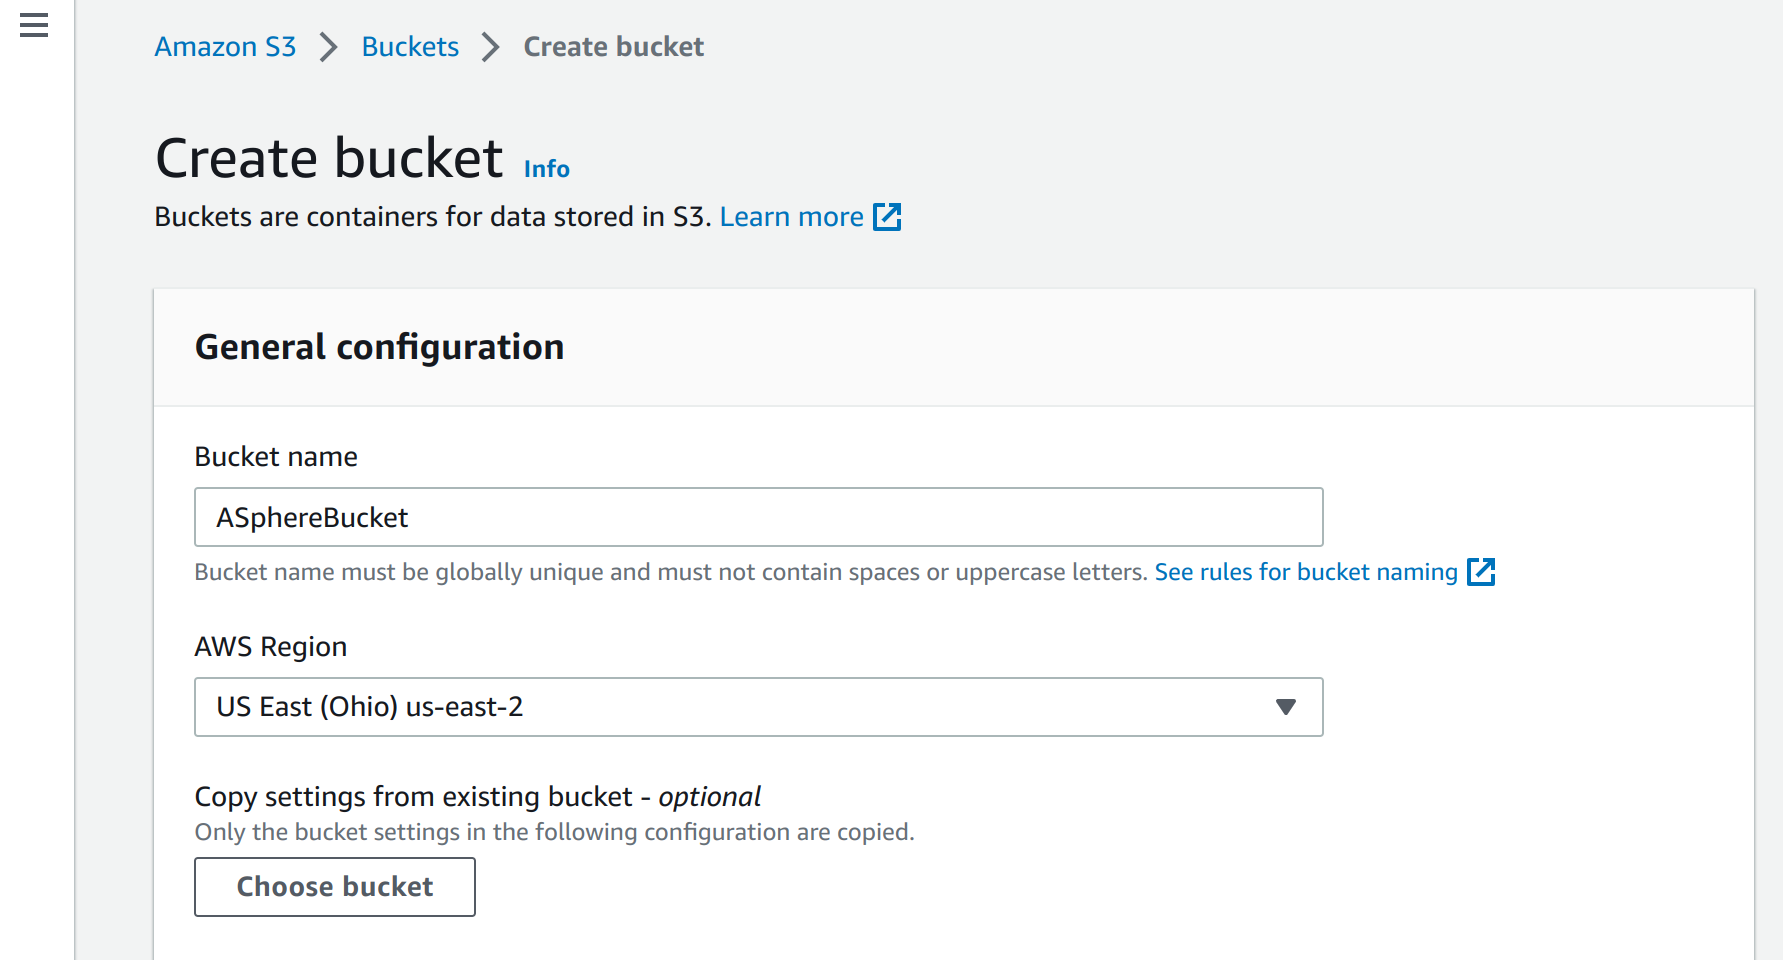 Amazon S3 > Buckets > Create bucket
Create bucket Info
Buckets are containers for data stored in S3. Learn more
General configuration
Bucket name
ASphereBucket
Bucket name must be globally unique and must not contain spaces or uppercase letters. See rules for bucket naming
AWS Region
US East (Ohio) us-east-2
Copy settings from existing bucket - optional
Only the bucket settings in the following configuration are copied.
Choose bucket